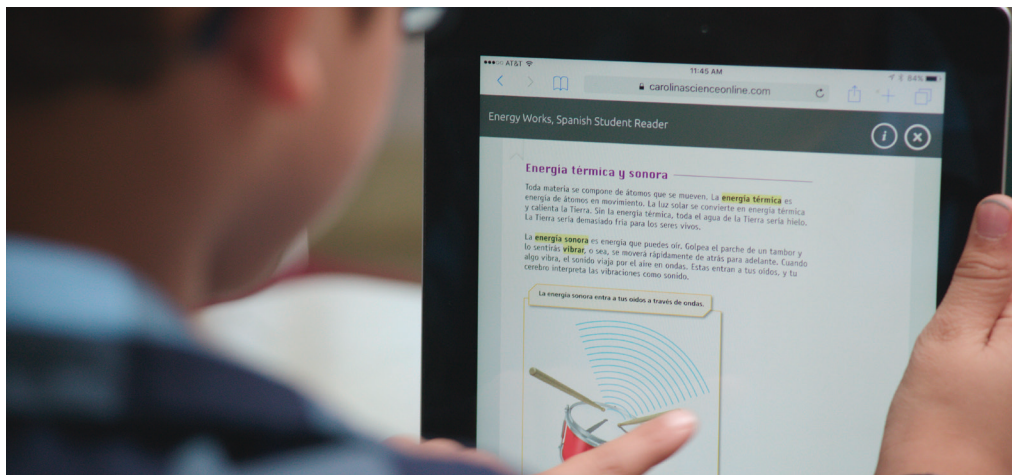 AT&T 11:45 AM 84%
carolinascienceonline.com
Energy Works, Spanish Student Reader
Energía térmica y sonora
Toda materia se compone de átomos que se mueven. La energía térmica es
energía de átomos en movimiento. La luz solar se convierte en energía térmica
y calienta la Tierra. Sin la energía térmica, toda el agua de la Tierra sería hielo.
La Tierra sería demasiado fría para los seres vivos.
La energía sonora es energía que puedes oír. Golpea el parche de un tambor y
lo sentirás vibrar, o sea, se moverá rápidamente de atrás para adelante. Cuando
algo vibra, el sonido viaja por el aire en ondas. Estas entran a tus oídos, y tu
cerebro interpreta las vibraciones como sonido.
La energía sonora entra a tus oídos a través de ondas.